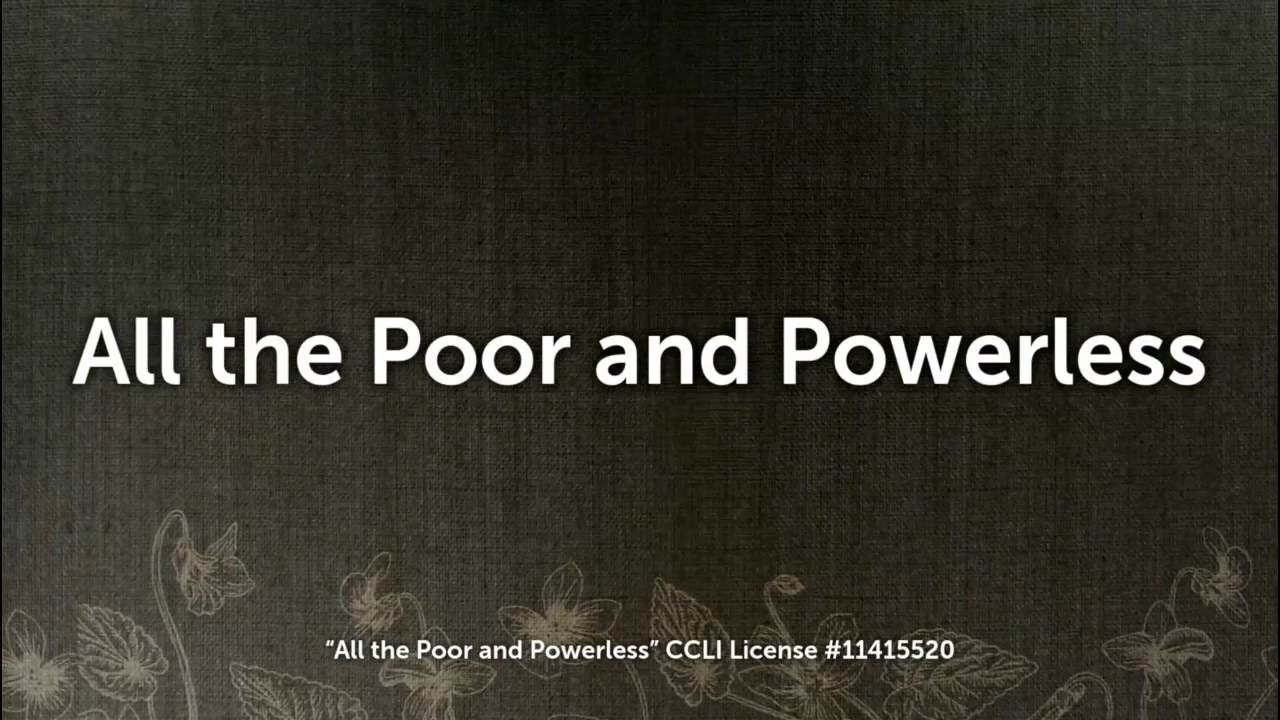 All the Poor and Powerless
“All the Poor and Powerless” CCLI License #11415520